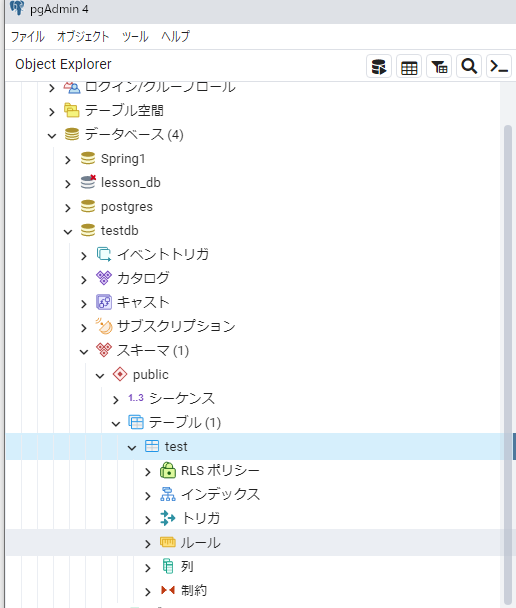 pgAdmin 4
ファイル オブジェクト ツール ヘルプ
Object Explorer
ログイン/グループロール
テーブル空間
データベース (4)
Spring1
lesson_db
postgres
testdb
イベントトリガ
カタログ
キャスト
サブスクリプション
スキーマ (1)
public
1..3 シーケンス
テーブル (1)
test
RLS ポリシー
インデックス
トリガ
ルール
列
制約